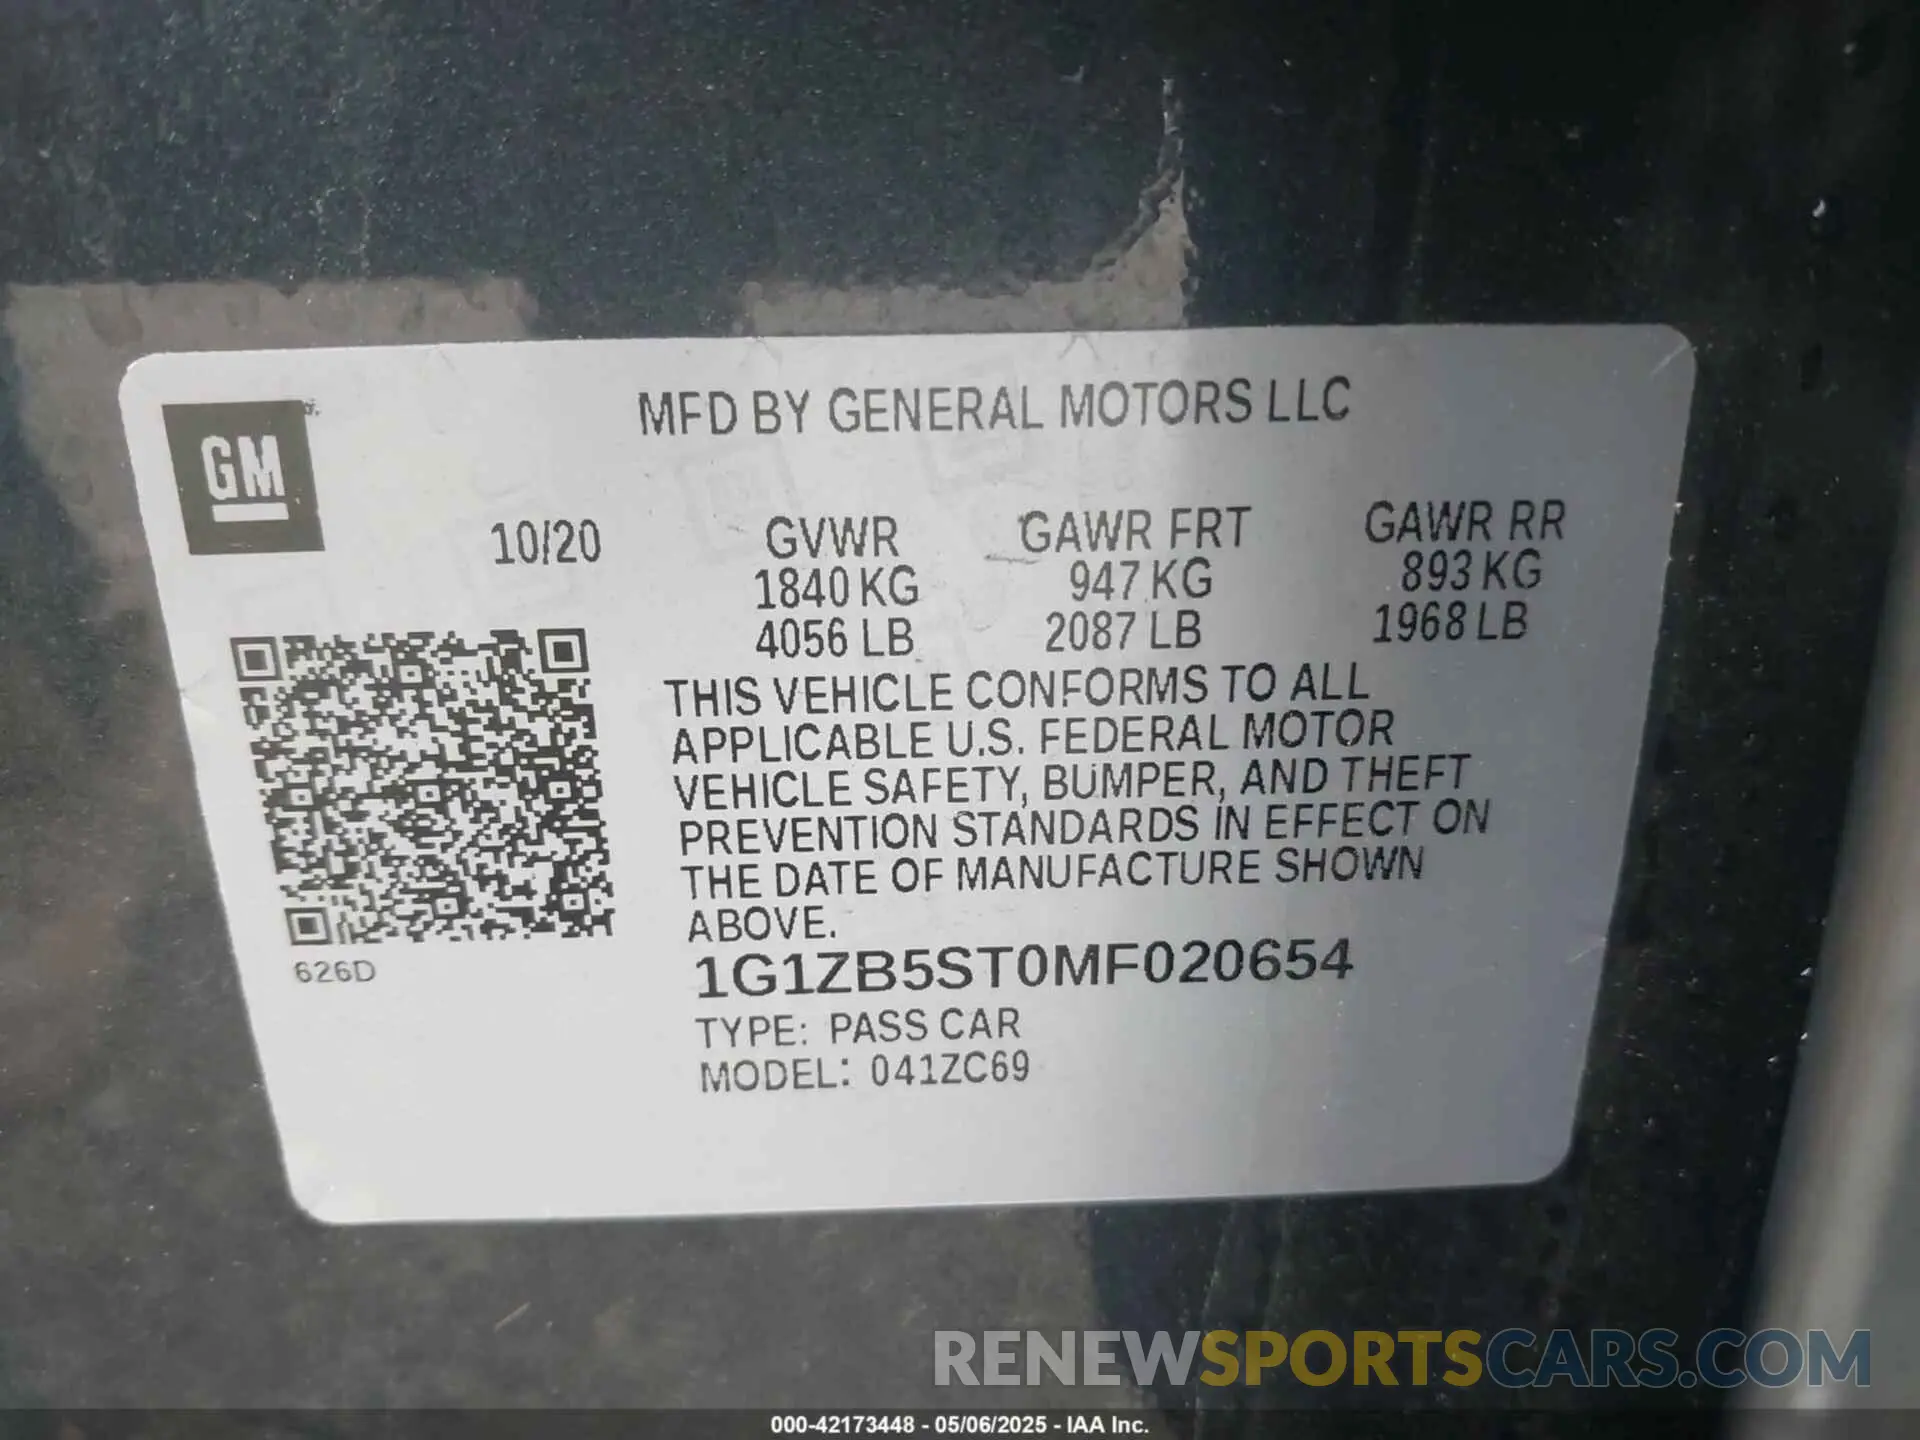 MFD BY GENERAL MOTORS LLC
GM
10/20
GVWR GAWR FRT GAWR RR
1840 KG 947 KG 893 KG
4056 LB 2087 LB 1968 LB
THIS VEHICLE CONFORMS TO ALL
APPLICABLE U.S. FEDERAL MOTOR
VEHICLE SAFETY, BUMPER, AND THEFT
PREVENTION STANDARDS IN EFFECT ON
THE DATE OF MANUFACTURE SHOWN
ABOVE.
626D
1G1ZB5ST0MF020654
TYPE: PASS CAR
MODEL: 041ZC69
RENEWSPORTSCARS.COM
000-42173448 - 05/06/2025 - IAA Inc.